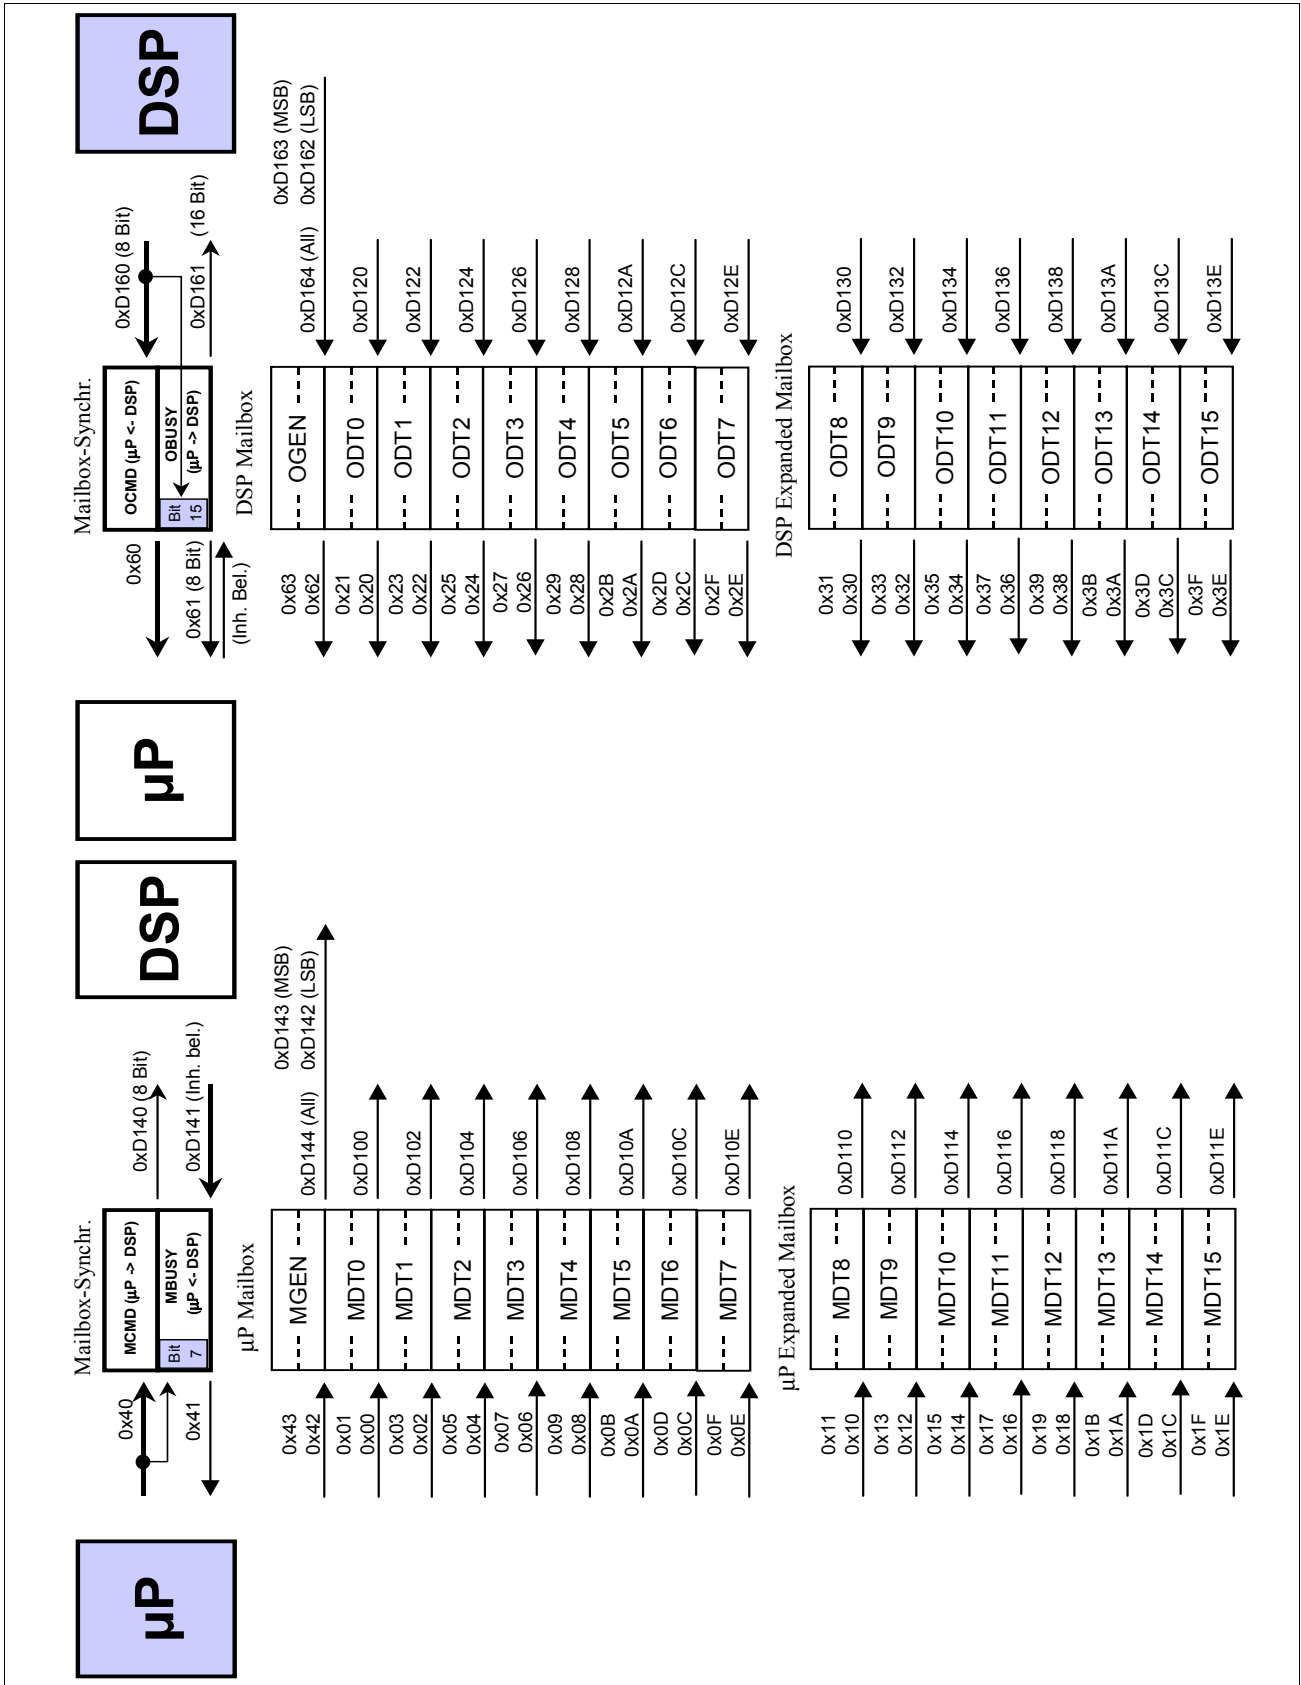 µP
DSP
Mailbox-Synchr.
0x40
MCMD (µP -> DSP)
0xD140 (8 Bit)
0x41
Bit 7
MBUSY
(µP <- DSP)
0xD141 (Inh. bel.)
µP Mailbox
0xD143 (MSB)
0x43
0x42
MGEN
0xD144 (All)
0xD142 (LSB)
0x01
0x00
MDT0
0xD100
0x03
0x02
MDT1
0xD102
0x05
0x04
MDT2
0xD104
0x07
0x06
MDT3
0xD106
0x09
0x08
MDT4
0xD108
0x0B
0x0A
MDT5
0xD10A
0x0D
0x0C
MDT6
0xD10C
0x0F
0x0E
MDT7
0xD10E
µP Expanded Mailbox
0x11
0x10
MDT8
0xD110
0x13
0x12
MDT9
0xD112
0x15
0x14
MDT10
0xD114
0x17
0x16
MDT11
0xD116
0x19
0x18
MDT12
0xD118
0x1B
0x1A
MDT13
0xD11A
0x1D
0x1C
MDT14
0xD11C
0x1F
0x1E
MDT15
0xD11E
µP
DSP
Mailbox-Synchr.
0x60
OCMD (µP <- DSP)
0xD160 (8 Bit)
0x61 (8 Bit)
(Inh. Bel.)
Bit 15
OBUSY
(µP -> DSP)
0xD161 (16 Bit)
DSP Mailbox
0xD163 (MSB)
0x63
0x62
OGEN
0xD164 (All)
0xD162 (LSB)
0x21
0x20
ODT0
0xD120
0x23
0x22
ODT1
0xD122
0x25
0x24
ODT2
0xD124
0x27
0x26
ODT3
0xD126
0x29
0x28
ODT4
0xD128
0x2B
0x2A
ODT5
0xD12A
0x2D
0x2C
ODT6
0xD12C
0x2F
0x2E
ODT7
0xD12E
DSP Expanded Mailbox
0x31
0x30
ODT8
0xD130
0x33
0x32
ODT9
0xD132
0x35
0x34
ODT10
0xD134
0x37
0x36
ODT11
0xD136
0x39
0x38
ODT12
0xD138
0x3B
0x3A
ODT13
0xD13A
0x3D
0x3C
ODT14
0xD13C
0x3F
0x3E
ODT15
0xD13E